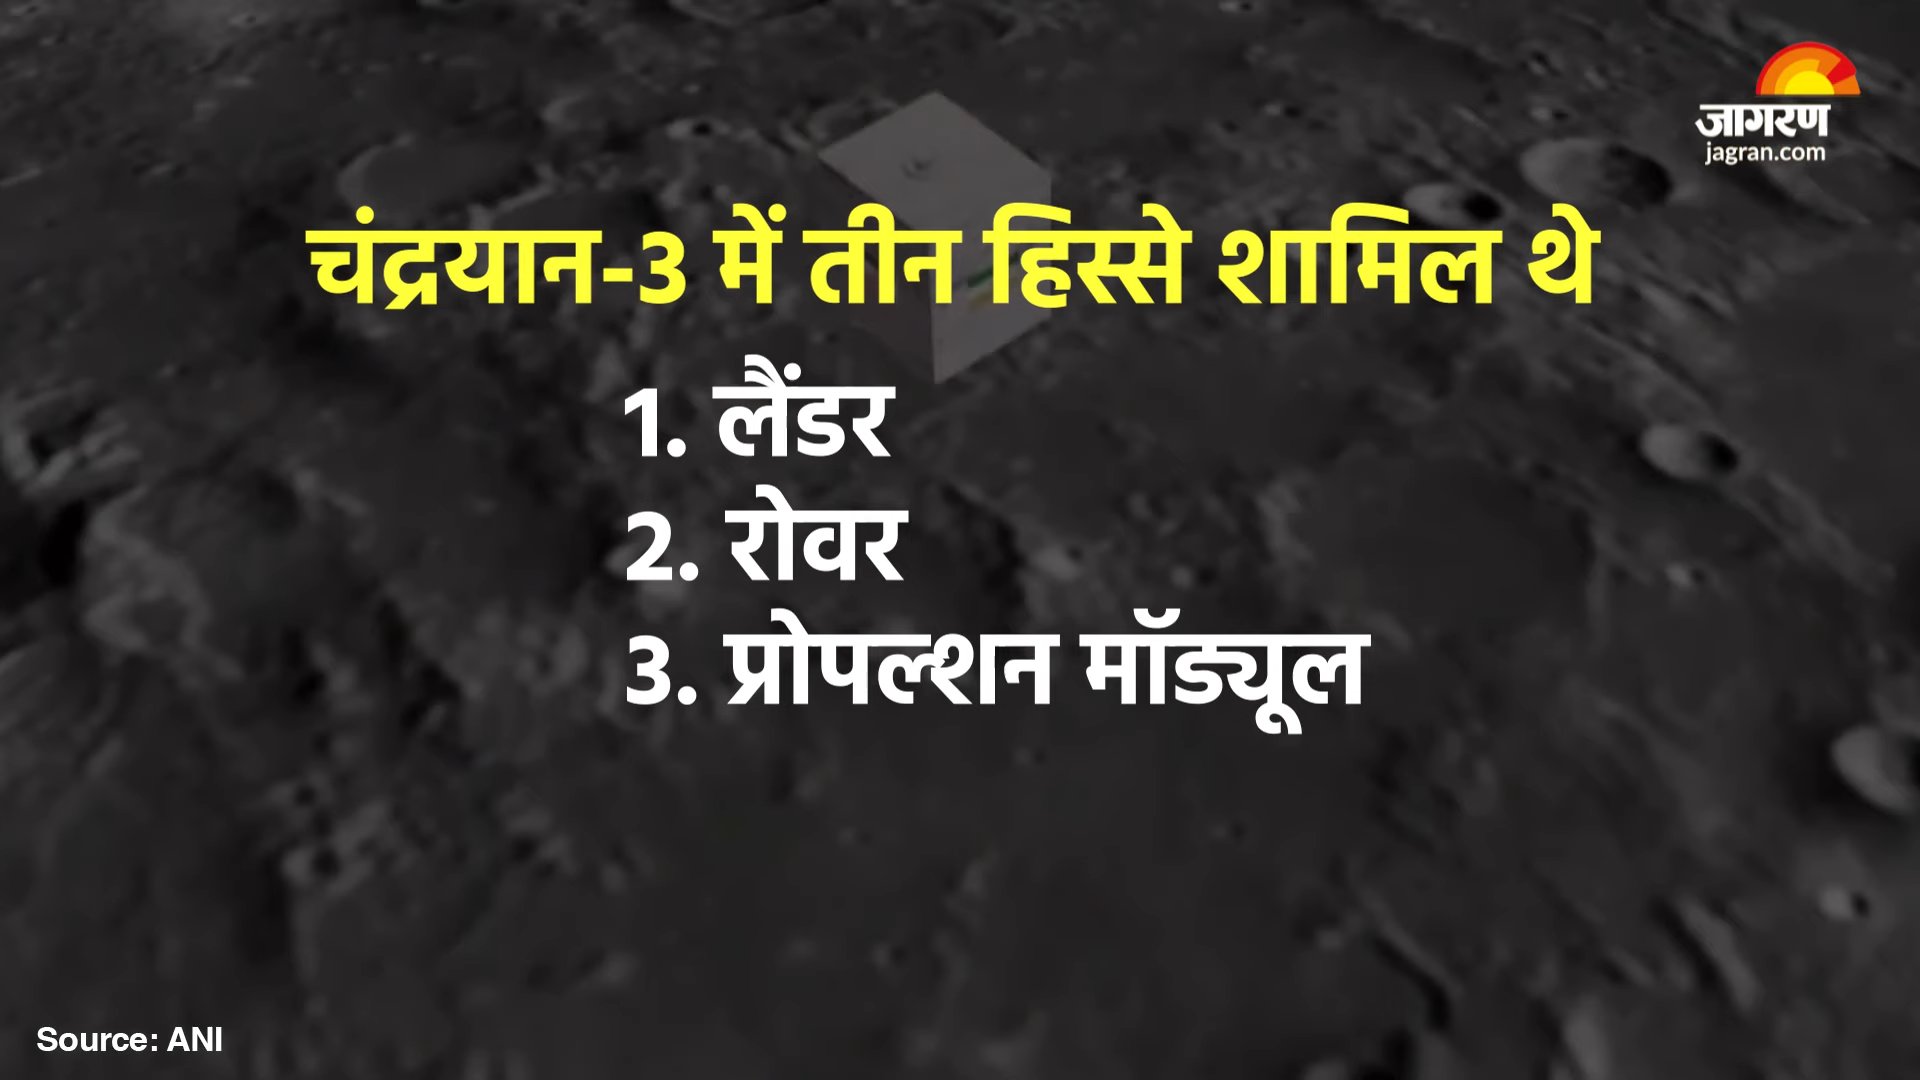 जागरण
jagran.com
चंद्रयान-3 में तीन हिस्से शामिल थे
1. लैंडर
2. रोवर
3. प्रोपल्शन मॉड्यूल
Source: ANI